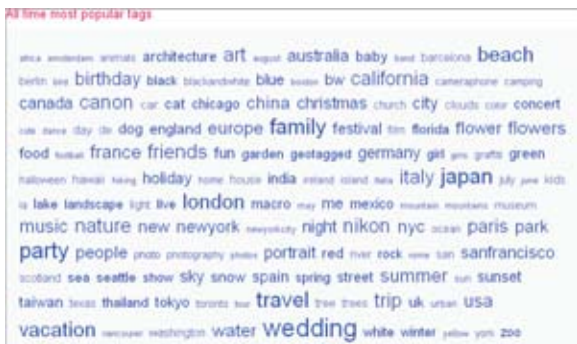 All time most popular tags
africa amsterdam animals architecture art august australia baby band barcelona beach
berlin birthday black blackandwhite blue boston bw california cameraphone camping
canada canon car cat chicago china christmas church city clouds color concert
cute dance day de dog england europe family festival film florida flower flowers
food football france friends fun garden geotagged germany girl girls graffiti green
halloween hawaii hiking holiday home house india ireland island italia italy japan july june kids
la lake landscape light live london macro may me mexico mountain mountains museum
music nature new newyork newyorkcity night nikon nyc ocean paris park
party people photo photography photos portrait red river rock rome san sanfrancisco
scotland sea seattle show sky snow spain spring street summer sun sunset
taiwan texas thailand tokyo toronto tour travel tree trees trip uk urban usa
vacation vancouver washington water wedding white winter yellow york zoo